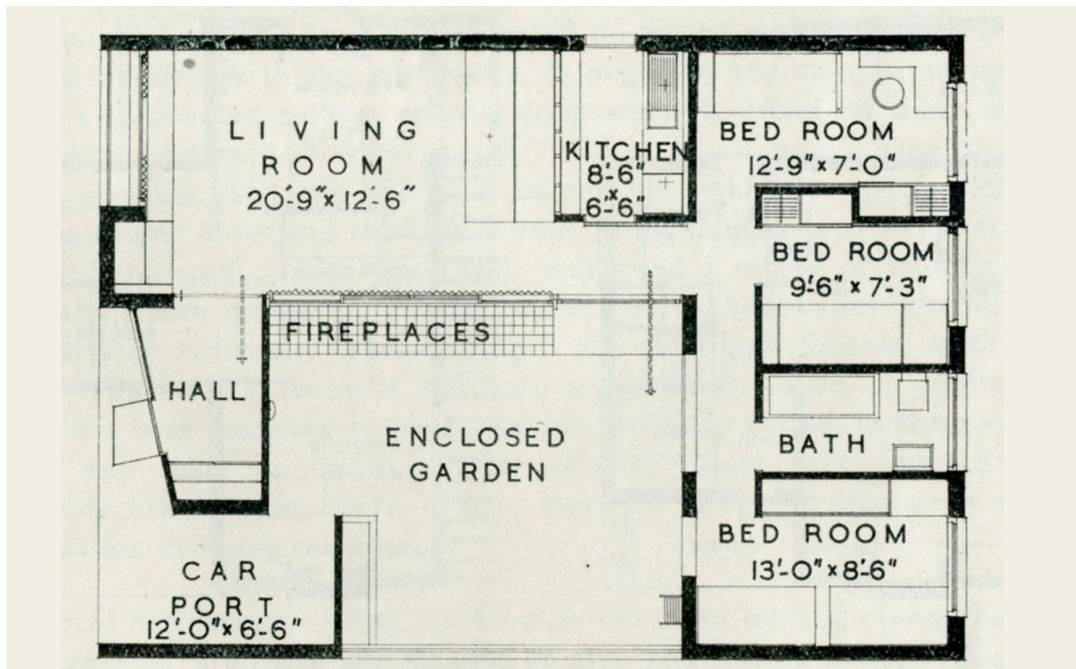 LIVING
ROOM
20'-9" x 12'-6"
KITCHEN
8'-6"
x
6'-6"
BED ROOM
12'-9" x 7'-0"
BED ROOM
9'6" x 7'-3"
FIREPLACES
HALL
ENCLOSED
GARDEN
BATH
BED ROOM
13'-0" x 8'-6"
CAR
PORT
12'-0" x 6'-6"